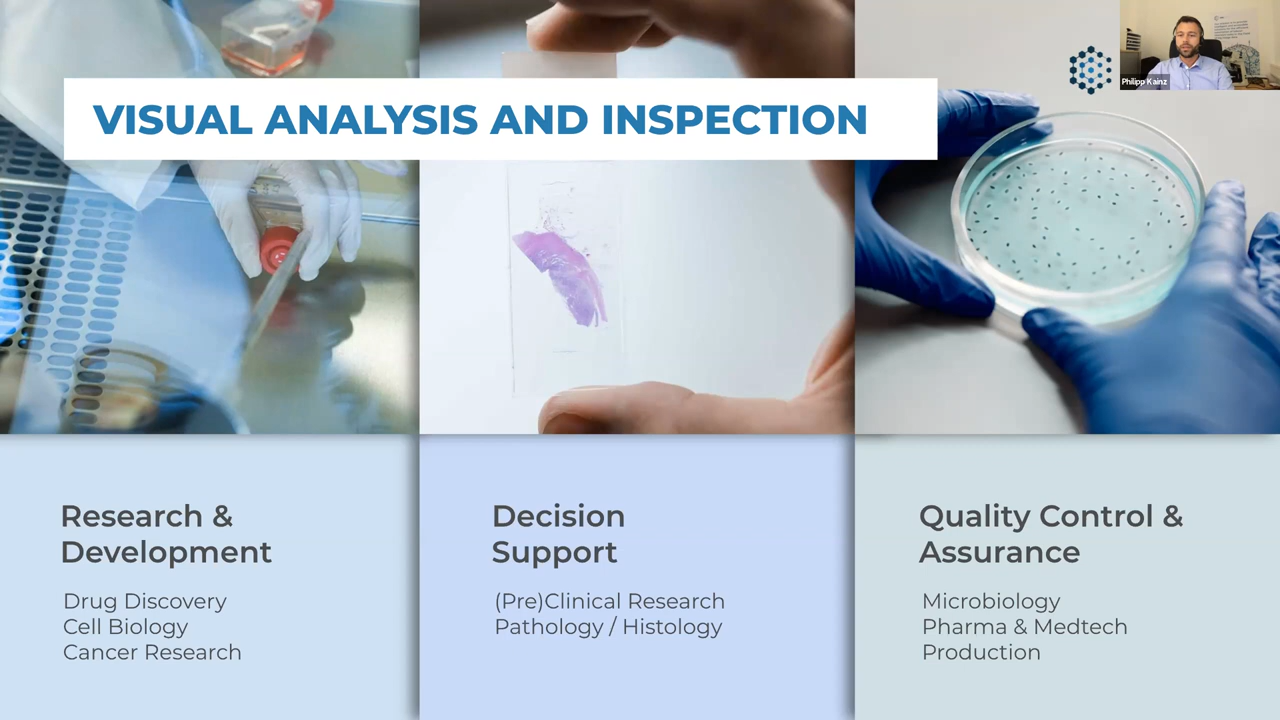 VISUAL ANALYSIS AND INSPECTION
Philipp Kainz
Research &
Development
Drug Discovery
Cell Biology
Cancer Research
Decision
Support
(Pre)Clinical Research
Pathology / Histology
Quality Control &
Assurance
Microbiology
Pharma & Medtech
Production